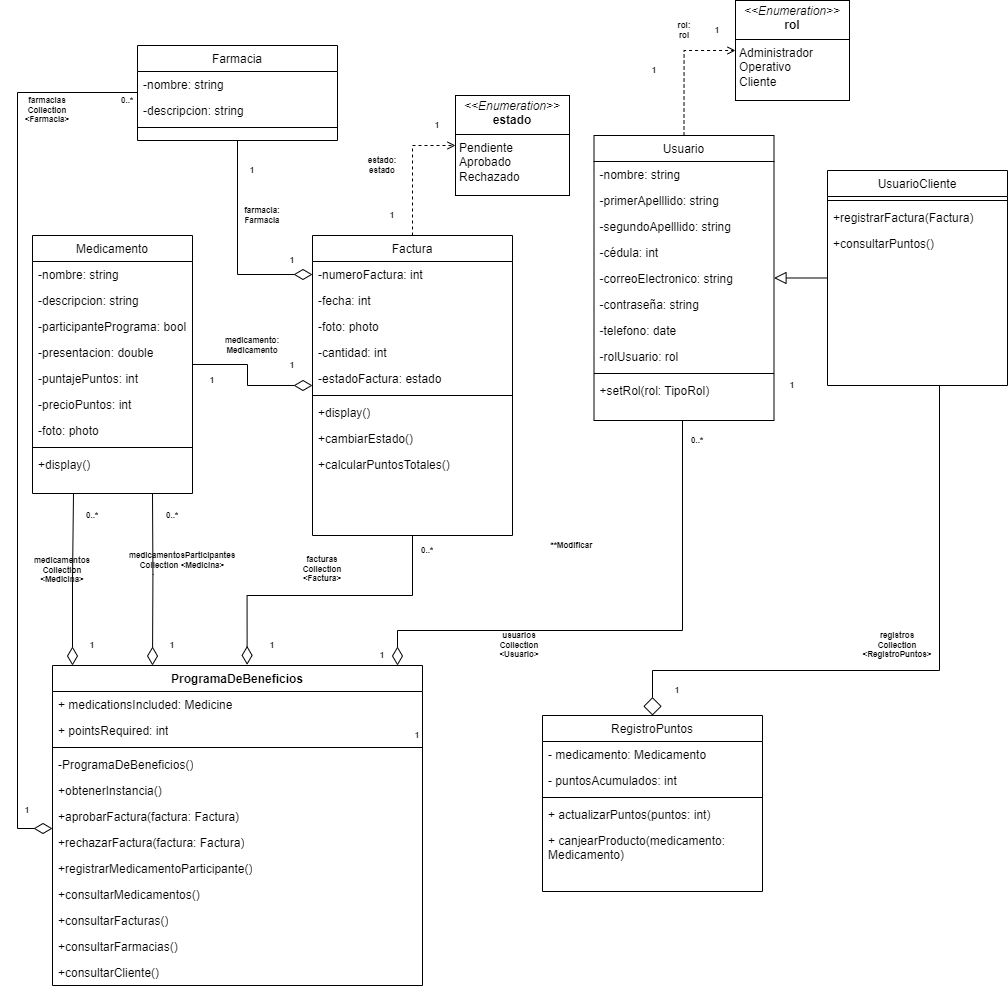 <<Enumeration>>
rol
Administrador
Operativo
Cliente
rol:
rol
1
1
Farmacia
-nombre: string
-descripcion: string
farmacias
Collection
<Farmacia>
0..*
1
farmacia:
Farmacia
1
<<Enumeration>>
estado
Pendiente
Aprobado
Rechazado
1
estado:
estado
1
Usuario
-nombre: string
-primerApelllido: string
-segundoApelllido: string
-cédula: int
-correoElectronico: string
-contraseña: string
-telefono: date
-rolUsuario: rol
+setRol(rol: TipoRol)
UsuarioCliente
+registrarFactura(Factura)
+consultarPuntos()
1
0..*
Medicamento
-nombre: string
-descripcion: string
-participantePrograma: bool
-presentacion: double
-puntajePuntos: int
-precioPuntos: int
-foto: photo
+display()
medicamento:
Medicamento
1
1
Factura
-numeroFactura: int
-fecha: int
-foto: photo
-cantidad: int
-estadoFactura: estado
+display()
+cambiarEstado()
+calcularPuntosTotales()
0..*
0..*
0..*
medicamentos
Collection
<Medicina>
medicamentosParticipantes
Collection <Medicina>
facturas
Collection
<Factura>
**Modificar
usuarios
Collection
<Usuario>
registros
Collection
<RegistroPuntos>
1
1
1
1
1
ProgramaDeBeneficios
+ medicationsIncluded: Medicine
+ pointsRequired: int
1
-ProgramaDeBeneficios()
+obtenerInstancia()
+aprobarFactura(factura: Factura)
+rechazarFactura(factura: Factura)
+registrarMedicamentoParticipante()
+consultarMedicamentos()
+consultarFacturas()
+consultarFarmacias()
+consultarCliente()
1
RegistroPuntos
- medicamento: Medicamento
- puntosAcumulados: int
+ actualizarPuntos(puntos: int)
+ canjearProducto(medicamento:
Medicamento)